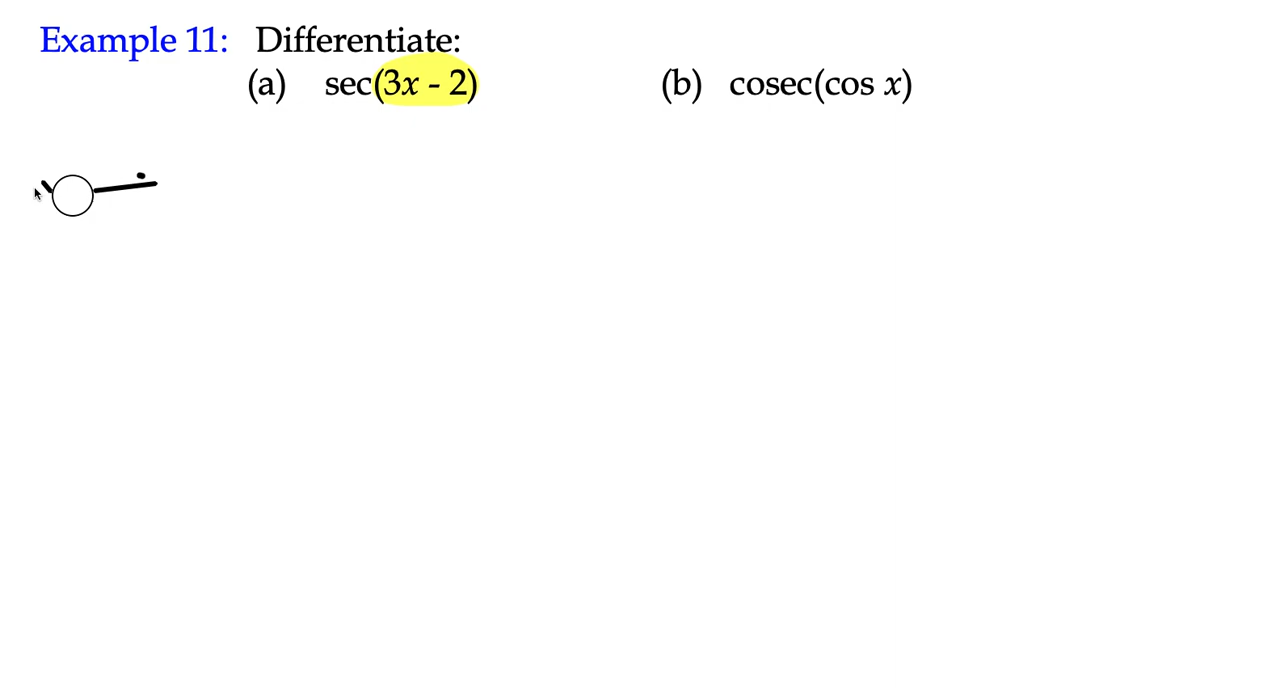 Example 11: Differentiate:
(a) sec(3x - 2) (b) cosec(cos x)